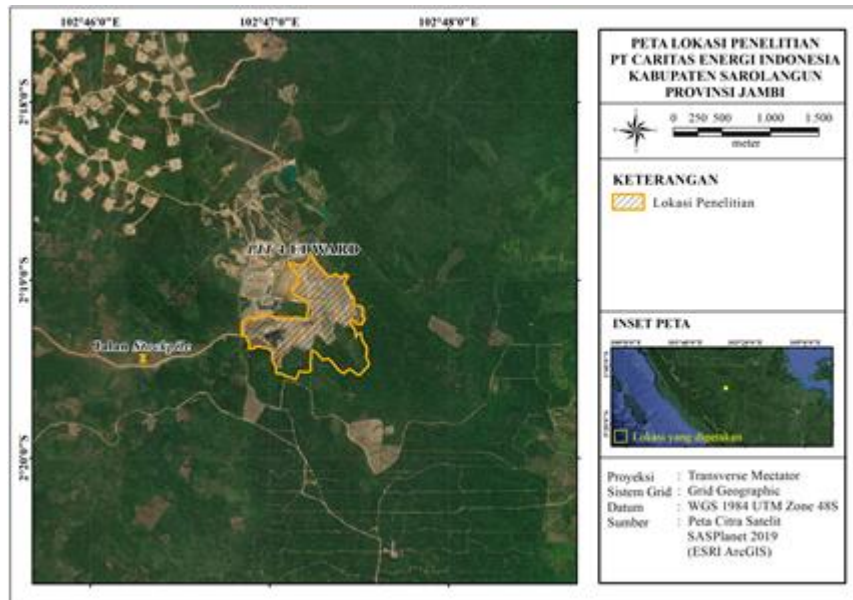 102°46'0"E 102°47'0"E 102°48'0"E
2°18'0"S
2°19'0"S
2°20'0"S
PIT 4 EDWARD
Jalan Stockpile
PETA LOKASI PENELITIAN
PT CARITAS ENERGI INDONESIA
KABUPATEN SAROLANGUN
PROVINSI JAMBI
0 250 500 1.000 1.500
meter
KETERANGAN
Lokasi Penelitian
INSET PETA
Lokasi yang dipetakan
Proyeksi : Transverse Mectator
Sistem Grid : Grid Geographic
Datum : WGS 1984 UTM Zone 48S
Sumber : Peta Citra Satelit
SASPlanet 2019
(ESRI ArcGIS)